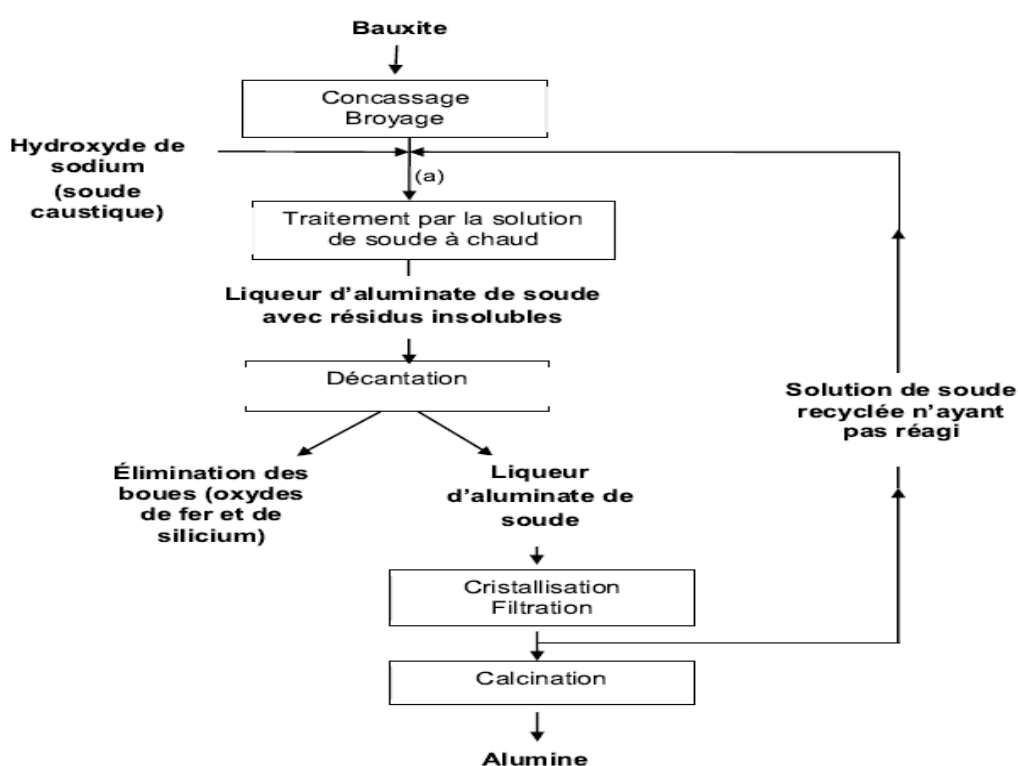 Bauxite
Concassage
Broyage
Hydroxyde de
sodium
(soude
caustique)
(a)
Traitement par la solution
de soude à chaud
Liqueur d’aluminate de soude
avec résidus insolubles
Décantation
Solution de soude
recyclée n’ayant
pas réagi
Élimination des
boues (oxydes
de fer et de
silicium)
Liqueur
d’aluminate de
soude
Cristallisation
Filtration
Calcination
Alumine